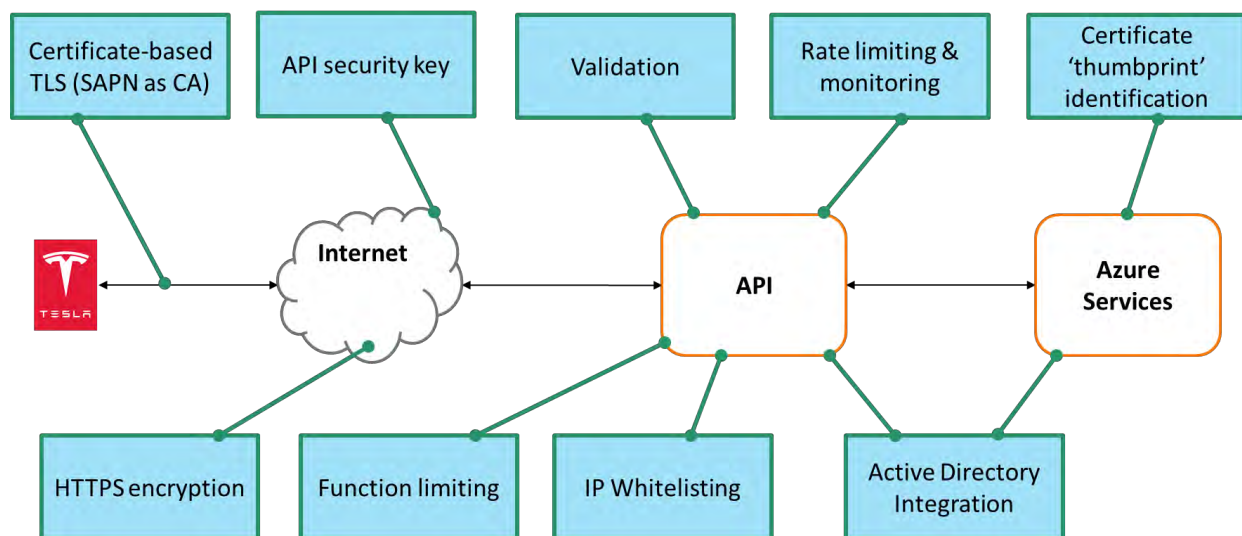 Certificate-based
TLS (SAPN as CA)
API security key
Validation
Rate limiting &
monitoring
Certificate
‘thumbprint’
identification
Internet
TESLA
API
Azure
Services
HTTPS encryption
Function limiting
IP Whitelisting
Active Directory
Integration